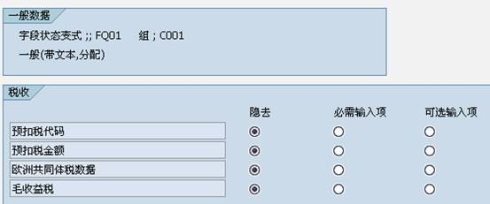 一般数据
字段状态变式;; FQ01 组; C001
一般(带文本,分配)
税收
隐去 必需输入项 可选输入项
预扣税代码
预扣税金额
欧洲共同体税数据
毛收益税